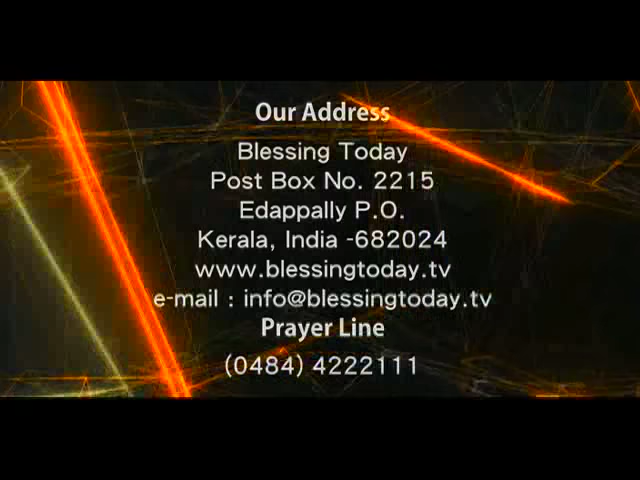 Our Address
Blessing Today
Post Box No. 2215
Edappally P.O.
Kerala, India -682024
www.blessingtoday.tv
e-mail : info@blessingtoday.tv
Prayer Line
(0484) 4222111